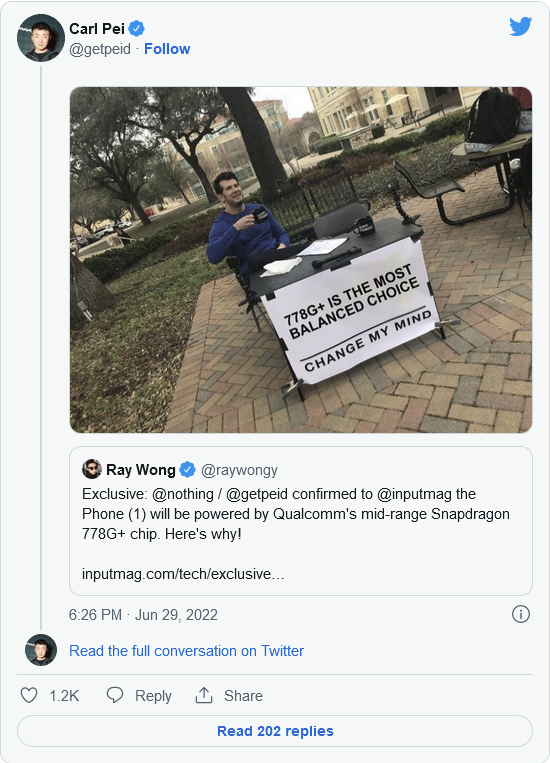 Carl Pei
@getpeid · Follow
778G+ IS THE MOST
BALANCED CHOICE
CHANGE MY MIND
Ray Wong @raywongy
Exclusive: @nothing / @getpeid confirmed to @inputmag the
Phone (1) will be powered by Qualcomm's mid-range Snapdragon
778G+ chip. Here's why!
inputmag.com/tech/exclusive…
6:26 PM · Jun 29, 2022
Read the full conversation on Twitter
1.2K Reply Share
Read 202 replies